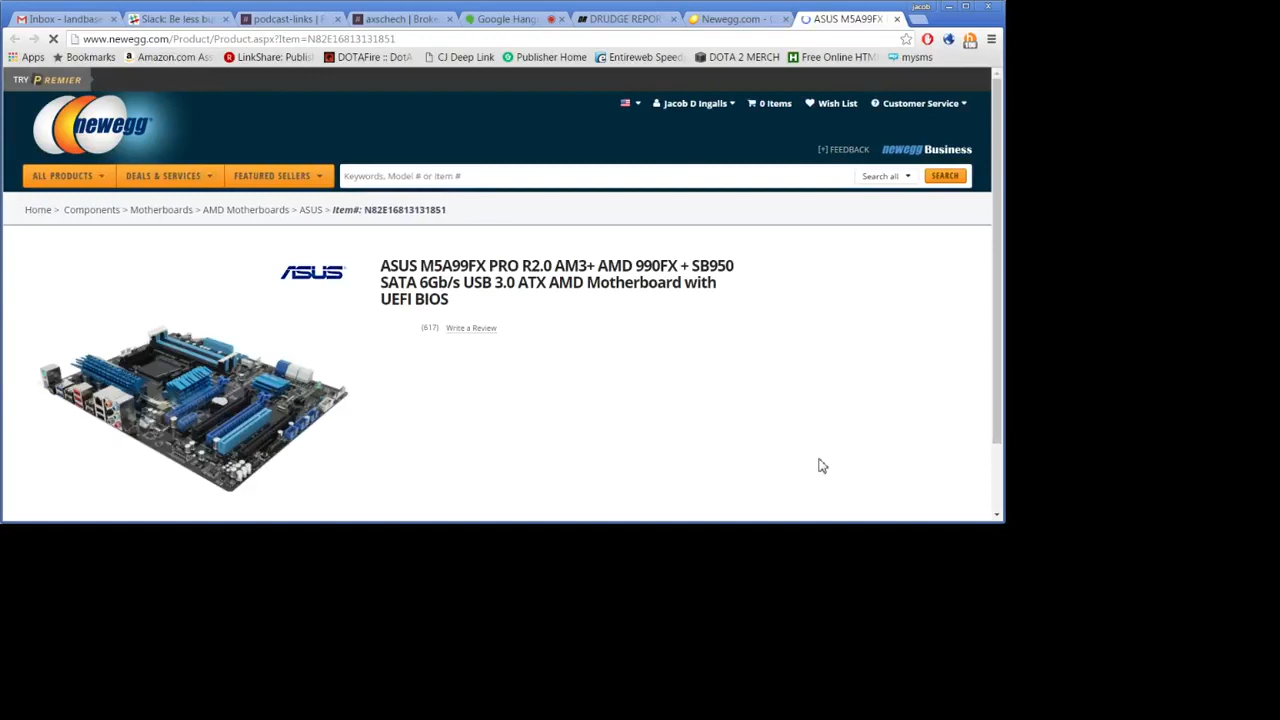 jacob
Inbox - landbase
Slack: Be less bu
podcast-links | F
axschech | Broke
Google Hang
DRUDGE REPOR
Newegg.com - 
ASUS M5A99FX
www.newegg.com/Product/Product.aspx?Item=N82E16813131851
Apps
Bookmarks
Amazon.com Ass
LinkShare: Publis
DOTAFire :: DotA
CJ Deep Link
Publisher Home
Entireweb Speed
DOTA 2 MERCH
Free Online HTM
mysms
TRY PREMIER
newegg
Jacob D Ingalls
0 Items
Wish List
Customer Service
[+] FEEDBACK
newegg Business
ALL PRODUCTS
DEALS & SERVICES
FEATURED SELLERS
Keywords, Model # or Item #
Search all
SEARCH
Home > Components > Motherboards > AMD Motherboards > ASUS > Item#: N82E16813131851
ASUS
ASUS M5A99FX PRO R2.0 AM3+ AMD 990FX + SB950
SATA 6Gb/s USB 3.0 ATX AMD Motherboard with
UEFI BIOS
(617) Write a Review